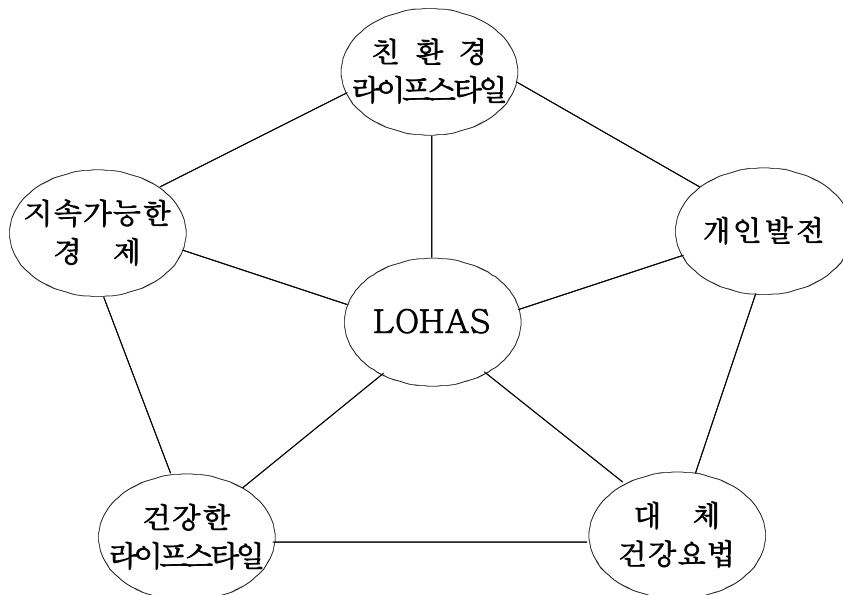 친 환 경
라이프스타일
지속가능한
경 제
개인발전
LOHAS
건강한
라이프스타일
대 체
건강요법